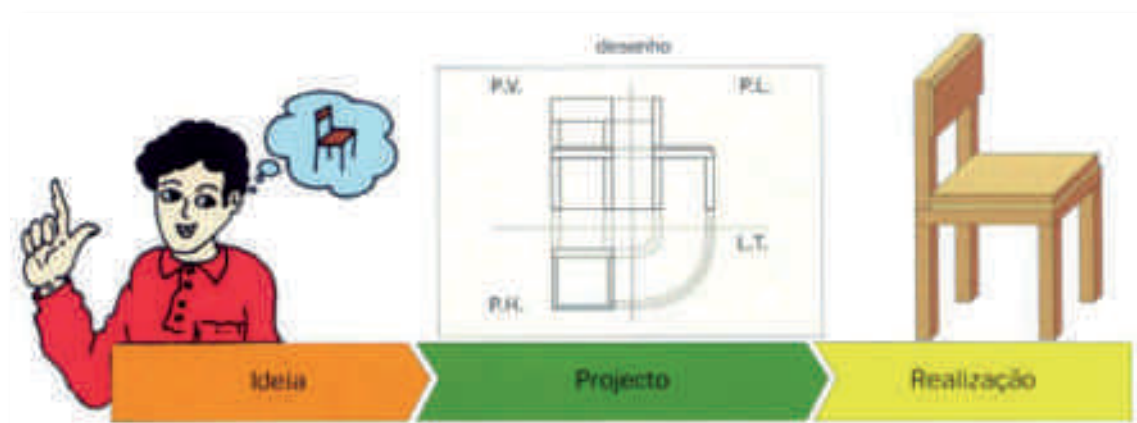 desenho
P.V.
P.L.
L.T.
P.H.
Ideia
Projecto
Realização